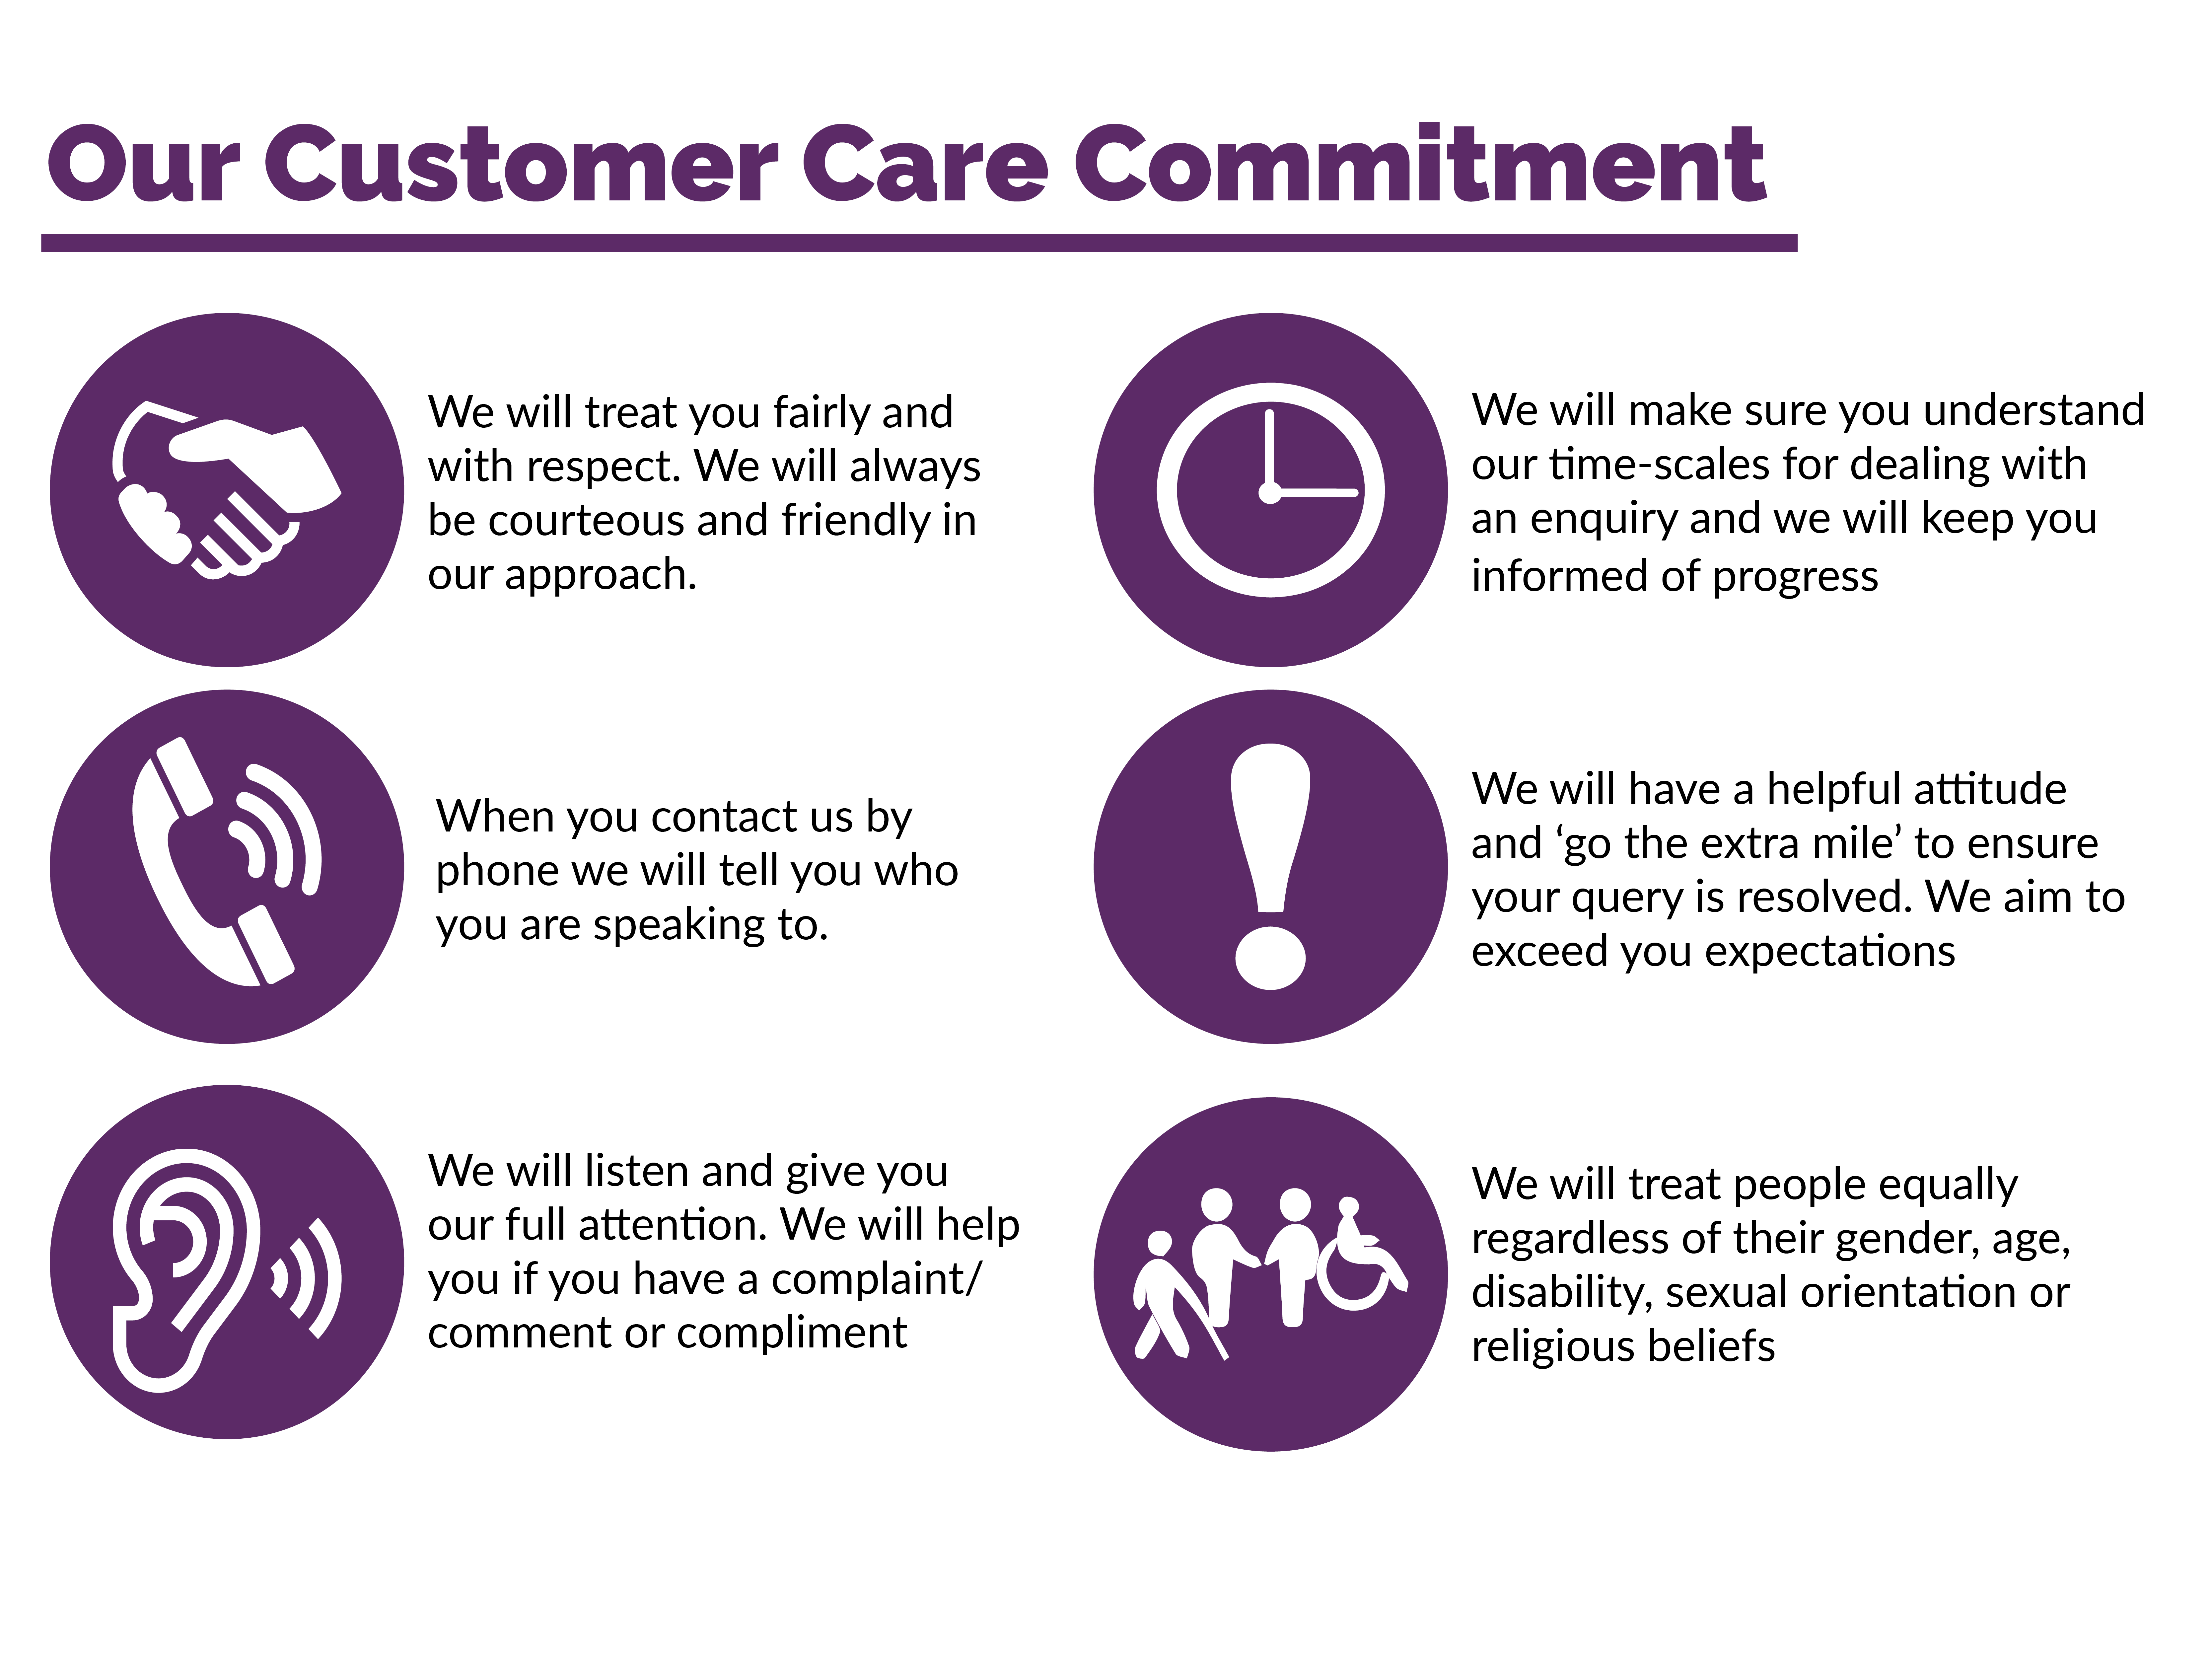 Our Customer Care Commitment
We will treat you fairly and
with respect. We will always
be courteous and friendly in
our approach.
We will make sure you understand
our time-scales for dealing with
an enquiry and we will keep you
informed of progress
When you contact us by
phone we will tell you who
you are speaking to.
We will have a helpful attitude
and ‘go the extra mile’ to ensure
your query is resolved. We aim to
exceed you expectations
We will listen and give you
our full attention. We will help
you if you have a complaint/
comment or compliment
We will treat people equally
regardless of their gender, age,
disability, sexual orientation or
religious beliefs